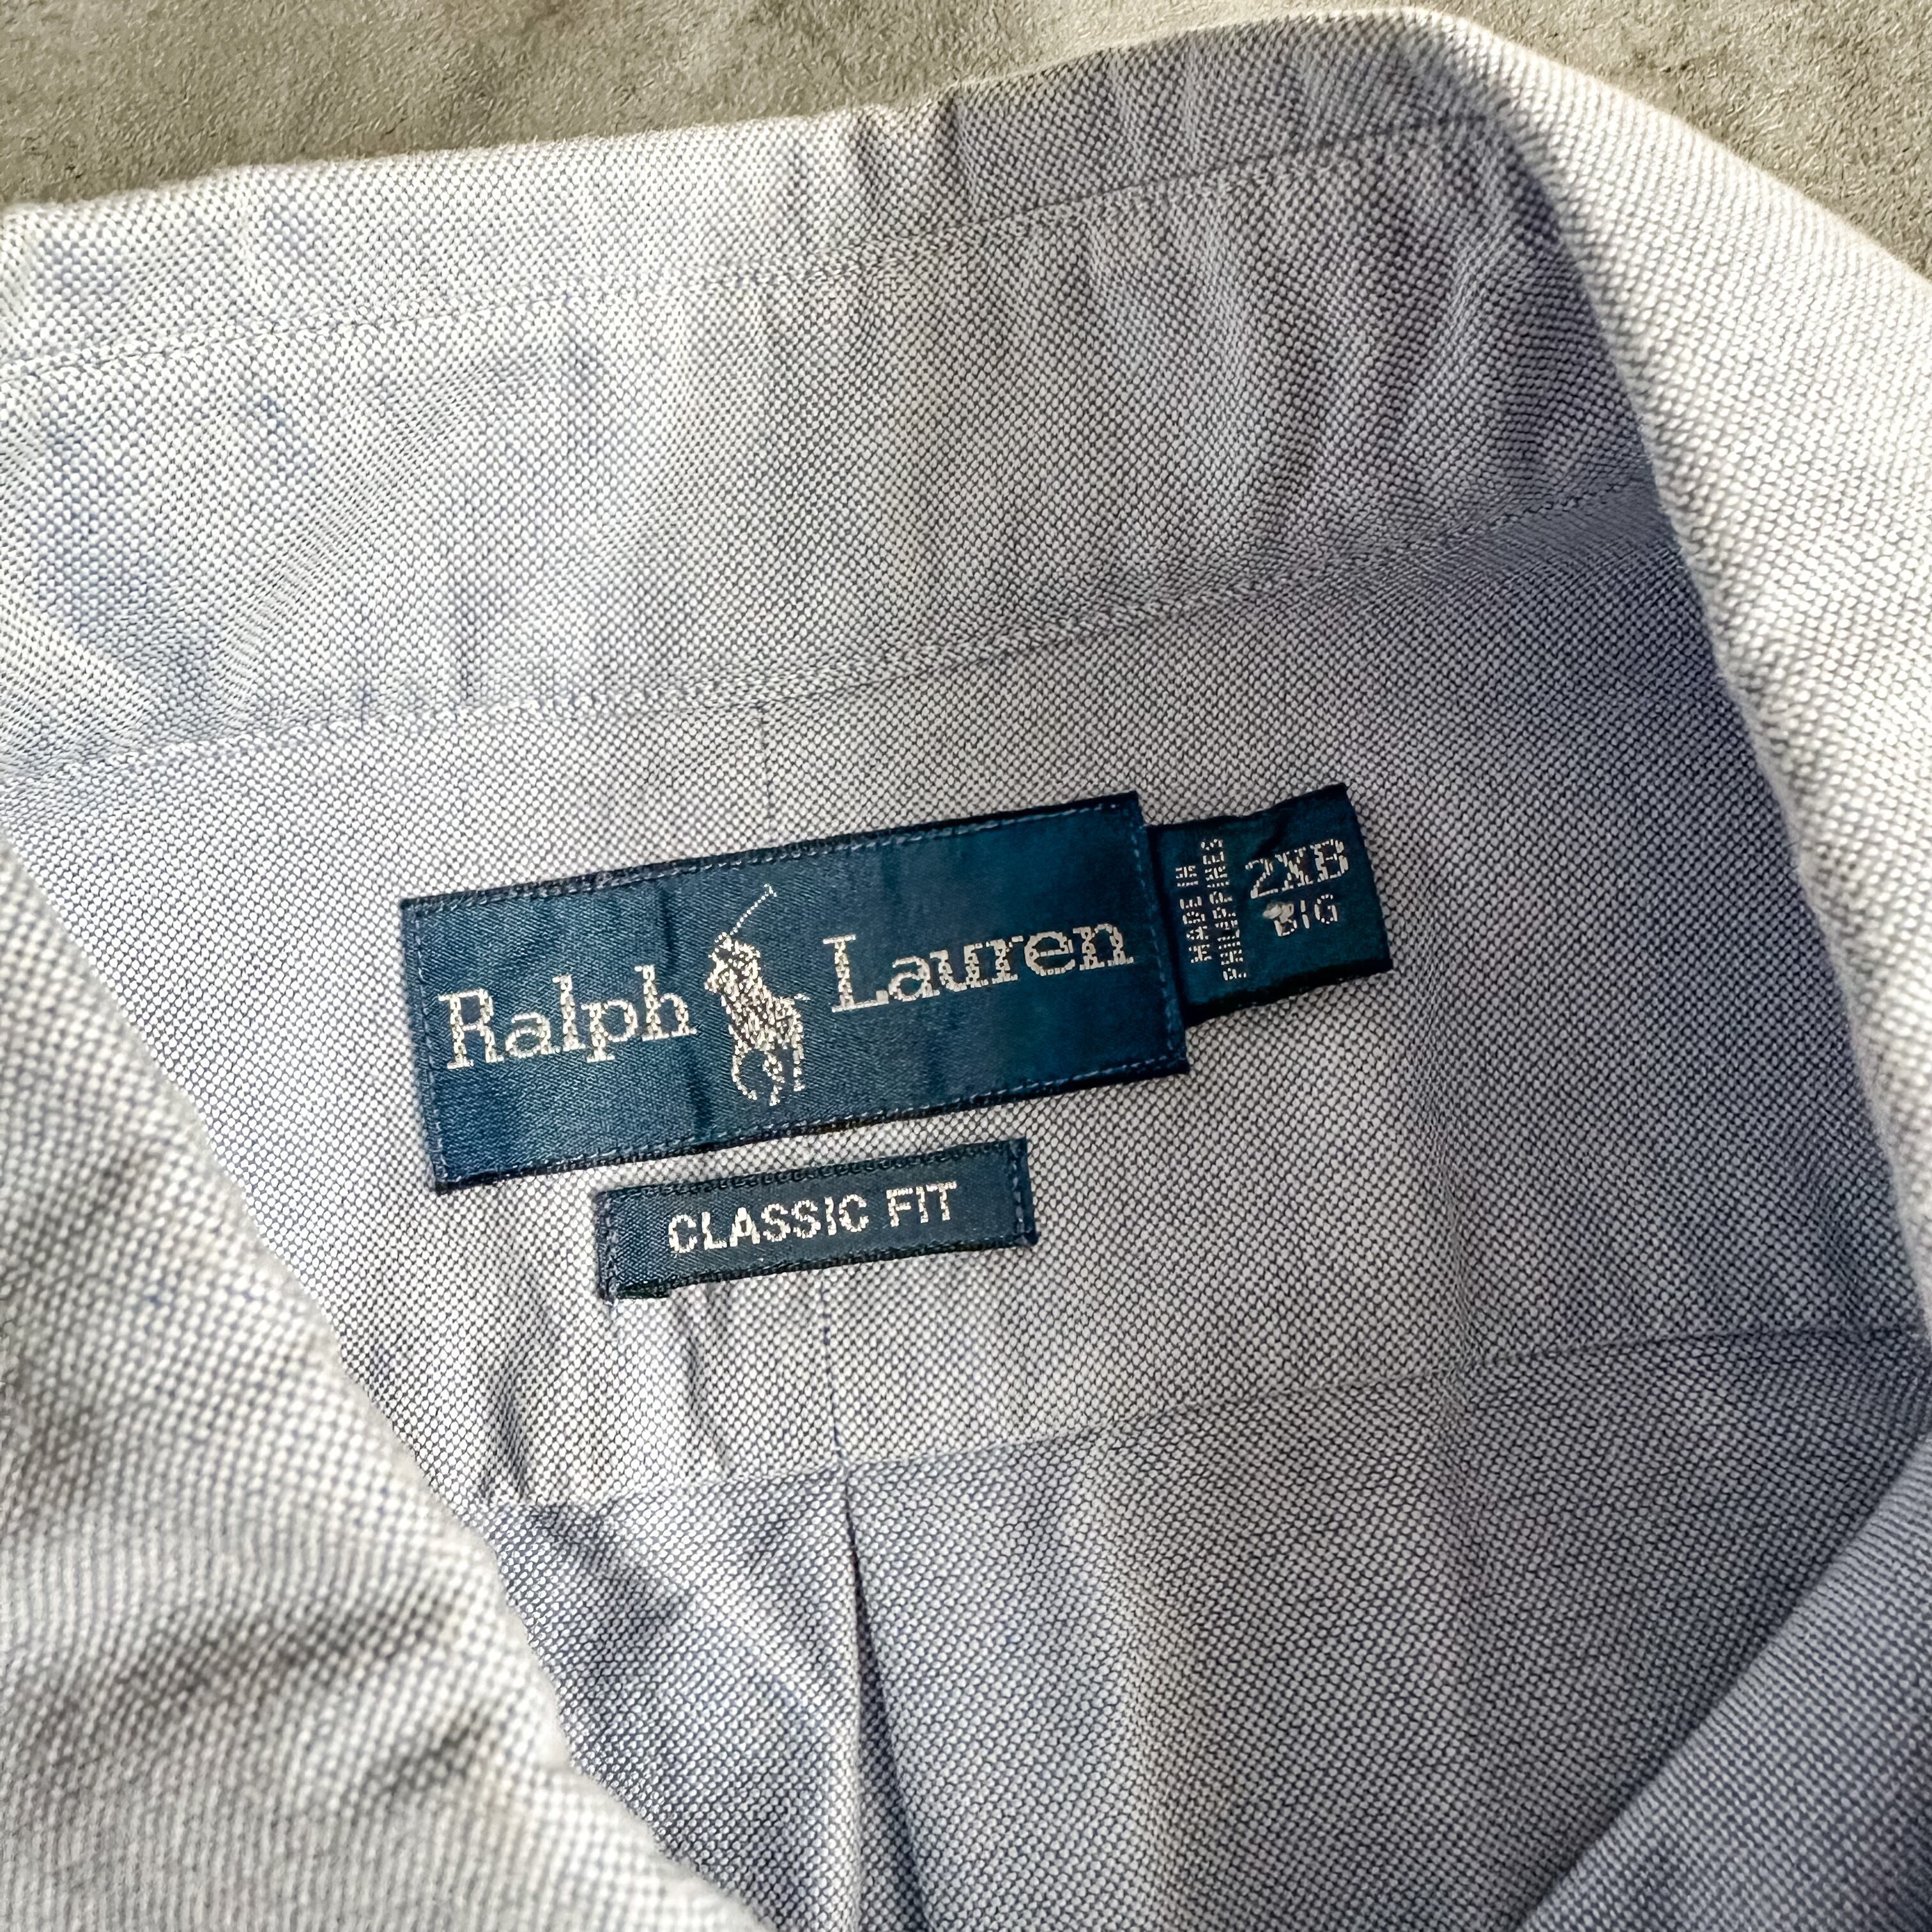 Ralph Lauren
MADE IN
PHILIPPINES
2XB
BIG
CLASSIC FIT